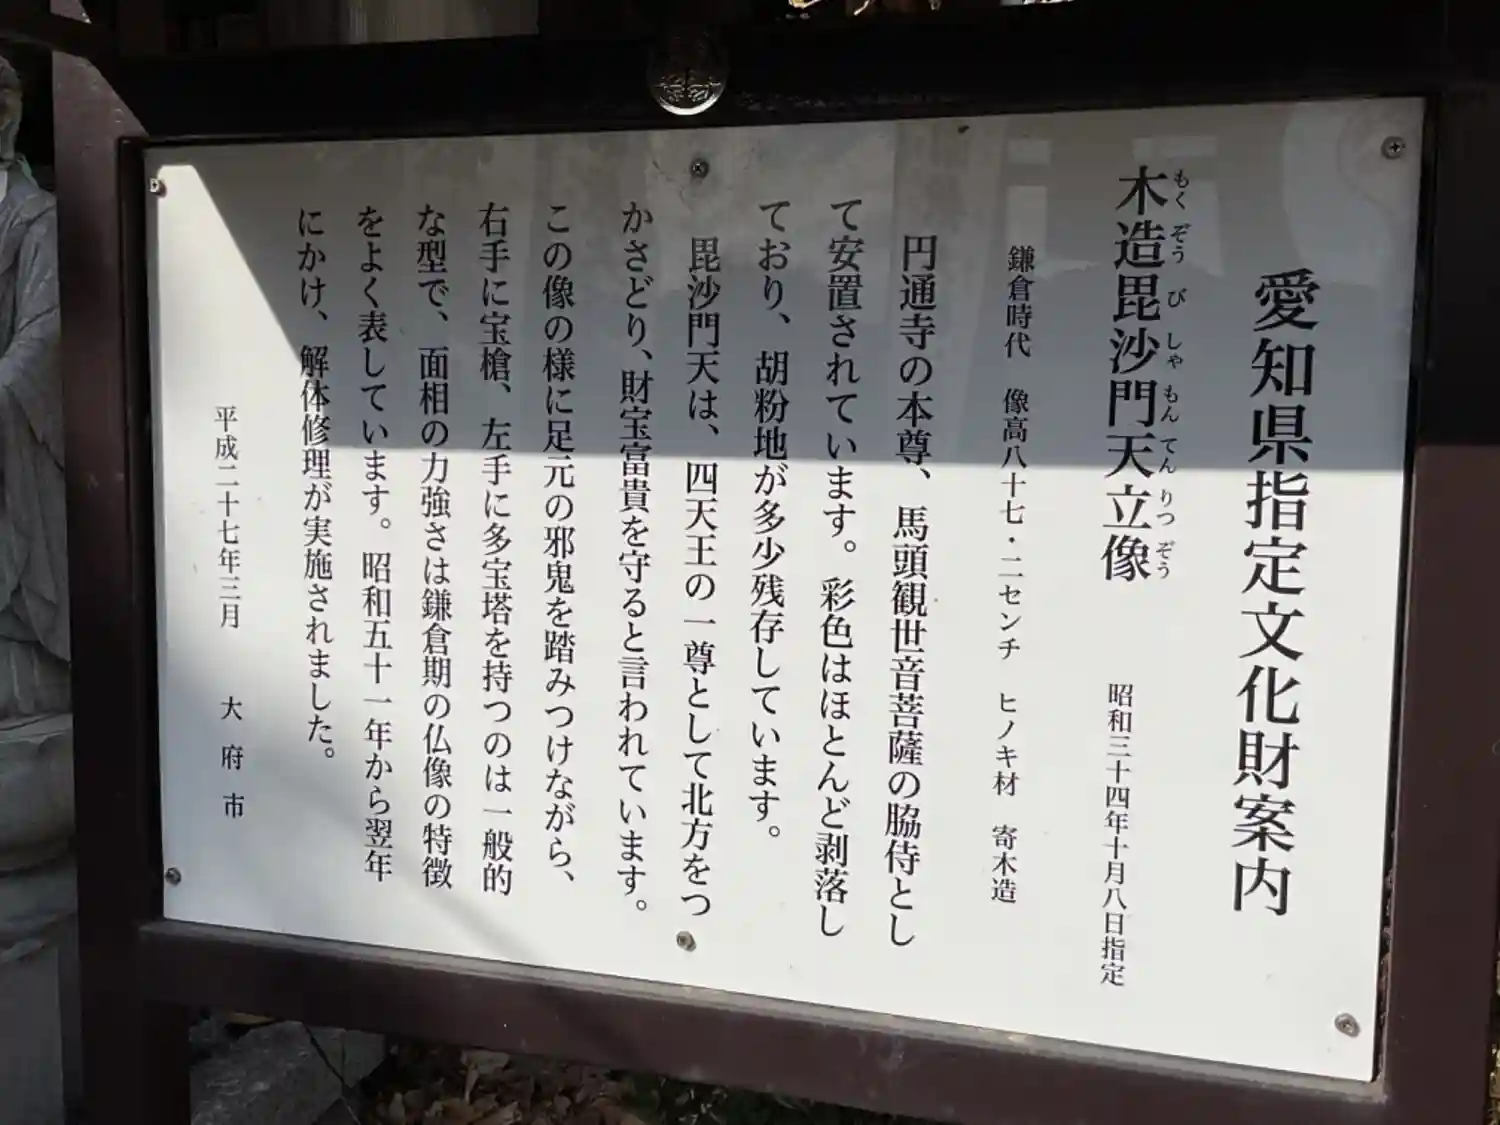 愛知県指定文化財案内
木造毘沙門天立像　昭和三十四年十月八日指定
もくぞうびしゃもんてんりつぞう
鎌倉時代　像高八十七・二センチ　ヒノキ材　寄木造
円通寺の本尊、馬頭観世音菩薩の脇侍とし
て安置されています。彩色はほとんど剥落し
ており、胡粉地が多少残存しています。
毘沙門天は、四天王の一尊として北方をつ
かさどり、財宝富貴を守ると言われています。
この像の様に足元の邪鬼を踏みつけながら、
右手に宝槍、左手に多宝塔を持つのは一般的
な型で、面相の力強さは鎌倉期の仏像の特徴
をよく表しています。昭和五十一年から翌年
にかけ、解体修理が実施されました。
平成二十七年三月　大府市